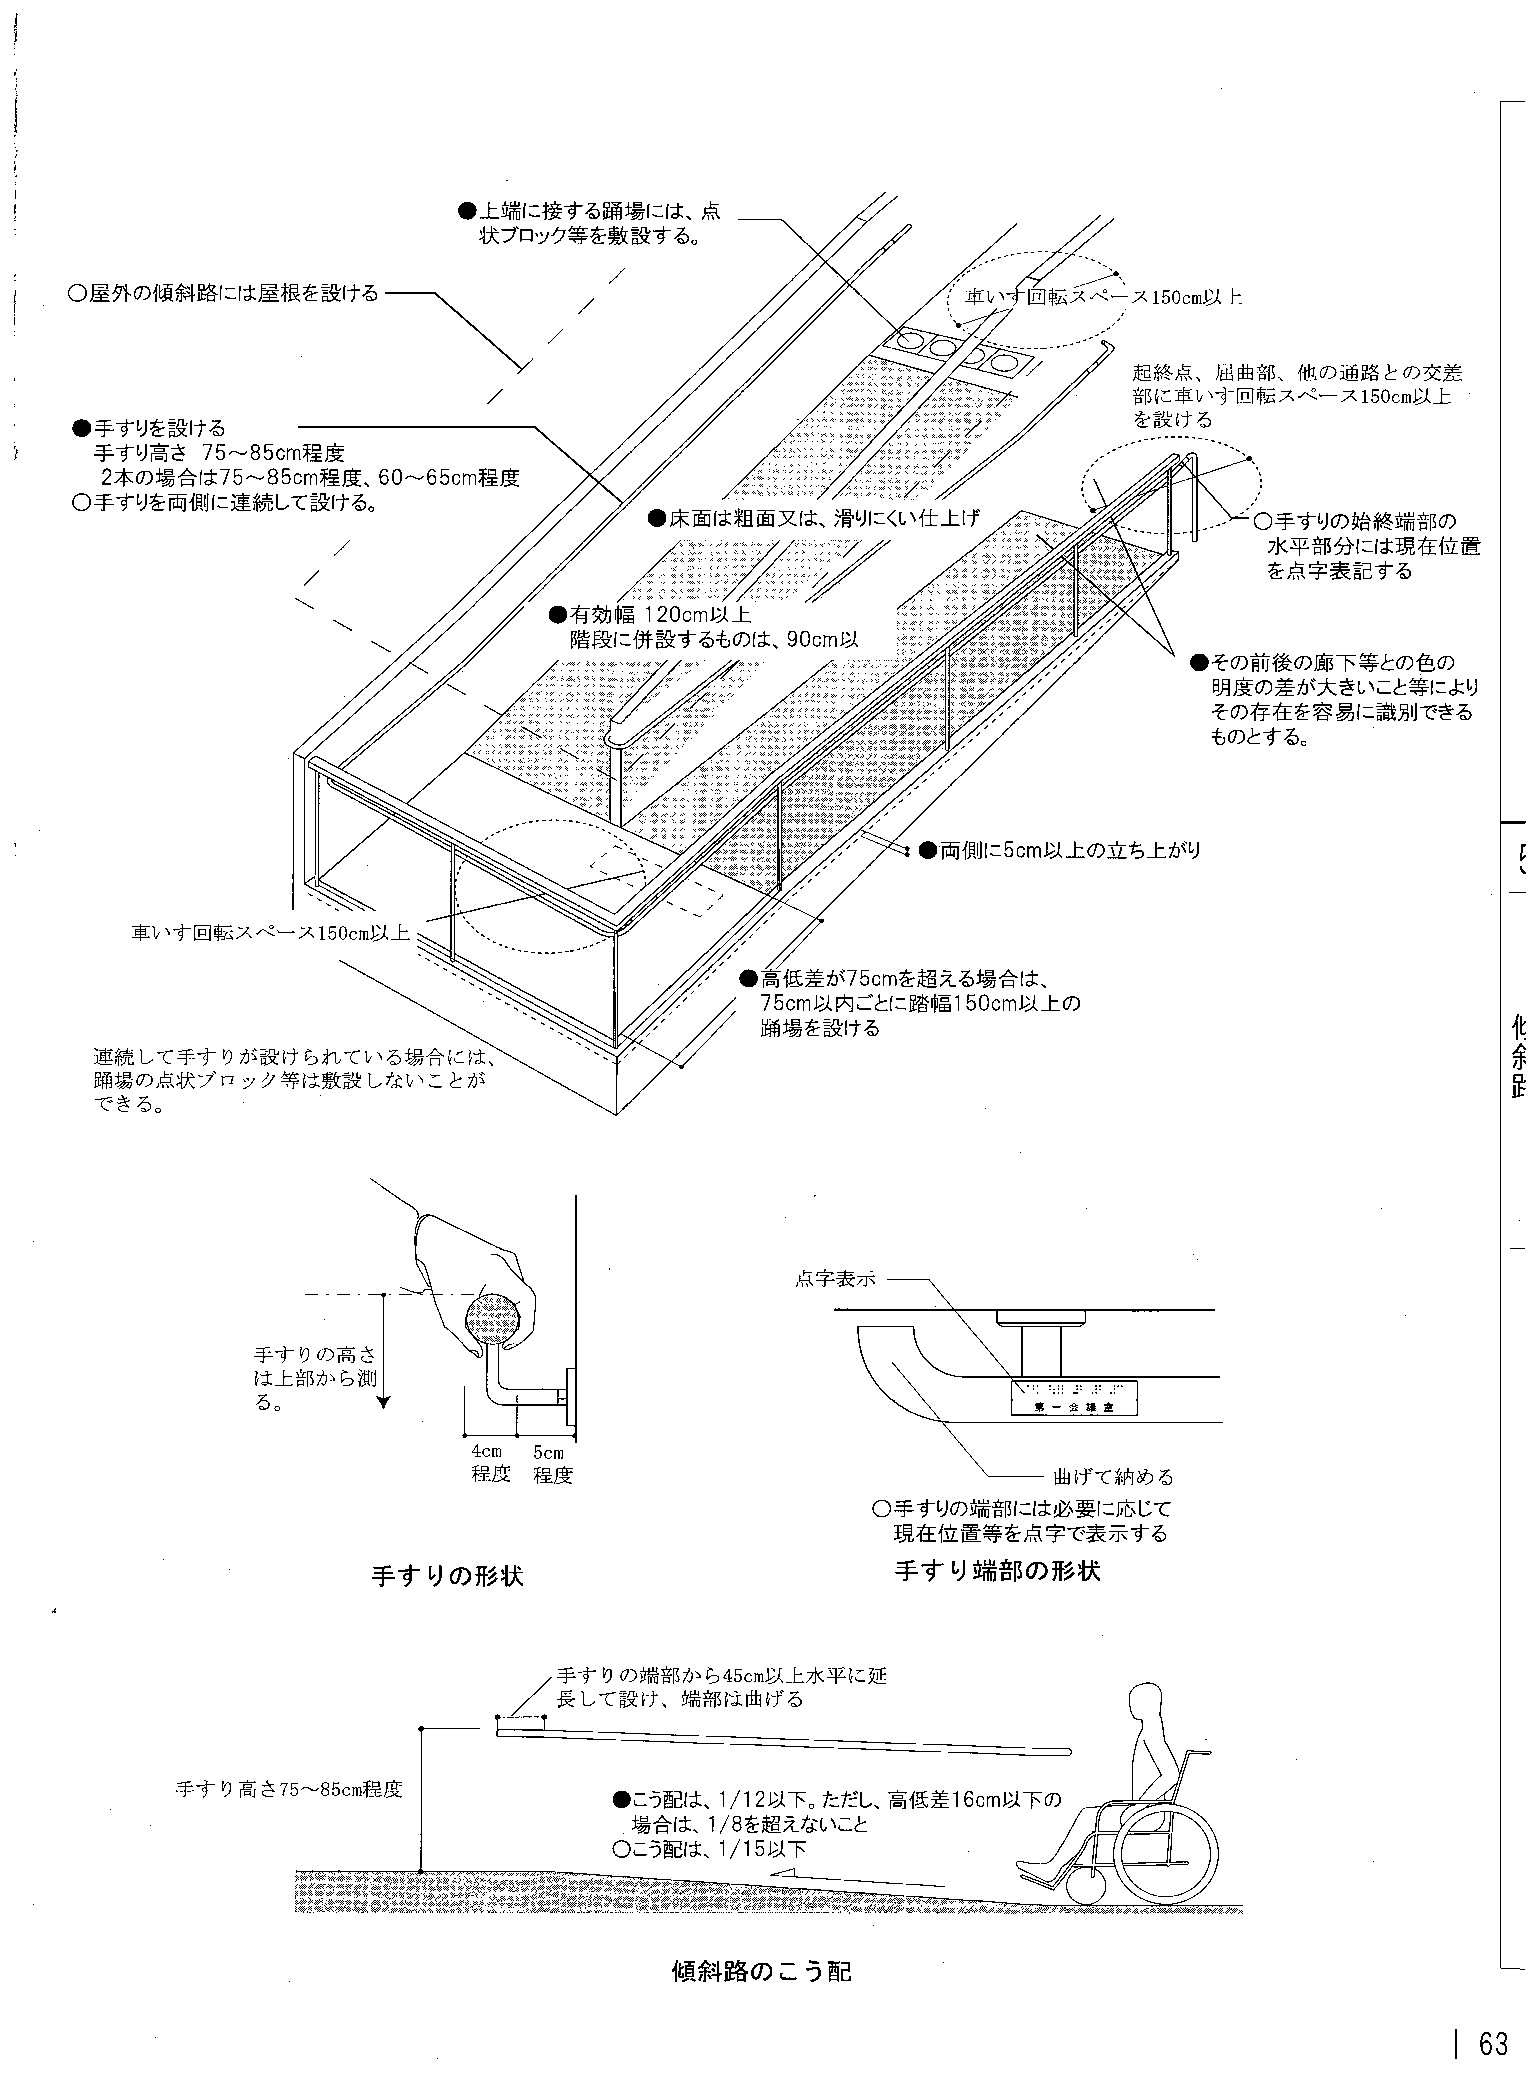 ●上端に接する踊場には、点
状ブロック等を敷設する。
○屋外の傾斜路には屋根を設ける
車いす回転スペース150cm以上
起終点、屈曲部、他の通路との交差
部に車いす回転スペース150cm以上
を設ける
●手すりを設ける
手すり高さ 75～85cm程度
2本の場合は75～85cm程度、60～65cm程度
○手すりを両側に連続して設ける。
●床面は粗面又は、滑りにくい仕上げ
○手すりの始終端部の
水平部分には現在位置
を点字表記する
●有効幅 120cm以上
階段に併設するものは、90cm以
●その前後の廊下等との色の
明度の差が大きいこと等により
その存在を容易に識別できる
ものとする。
●両側に5cm以上の立ち上がり
車いす回転スペース150cm以上
●高低差が75cmを超える場合は、
75cm以内ごとに踏幅150cm以上の
踊場を設ける
連続して手すりが設けられている場合には、
踊場の点状ブロック等は敷設しないことが
できる。
5
傾斜路
手すりの高さ
は上部から測
る。
4cm
程度
5cm
程度
手すりの形状
点字表示
第一会議室
曲げて納める
○手すりの端部には必要に応じて
現在位置等を点字で表示する
手すり端部の形状
手すりの端部から45cm以上水平に延
長して設け、端部は曲げる
手すり高さ75～85cm程度
●こう配は、1/12以下。ただし、高低差16cm以下の
場合は、1/8を超えないこと
○こう配は、1/15以下
傾斜路のこう配
63